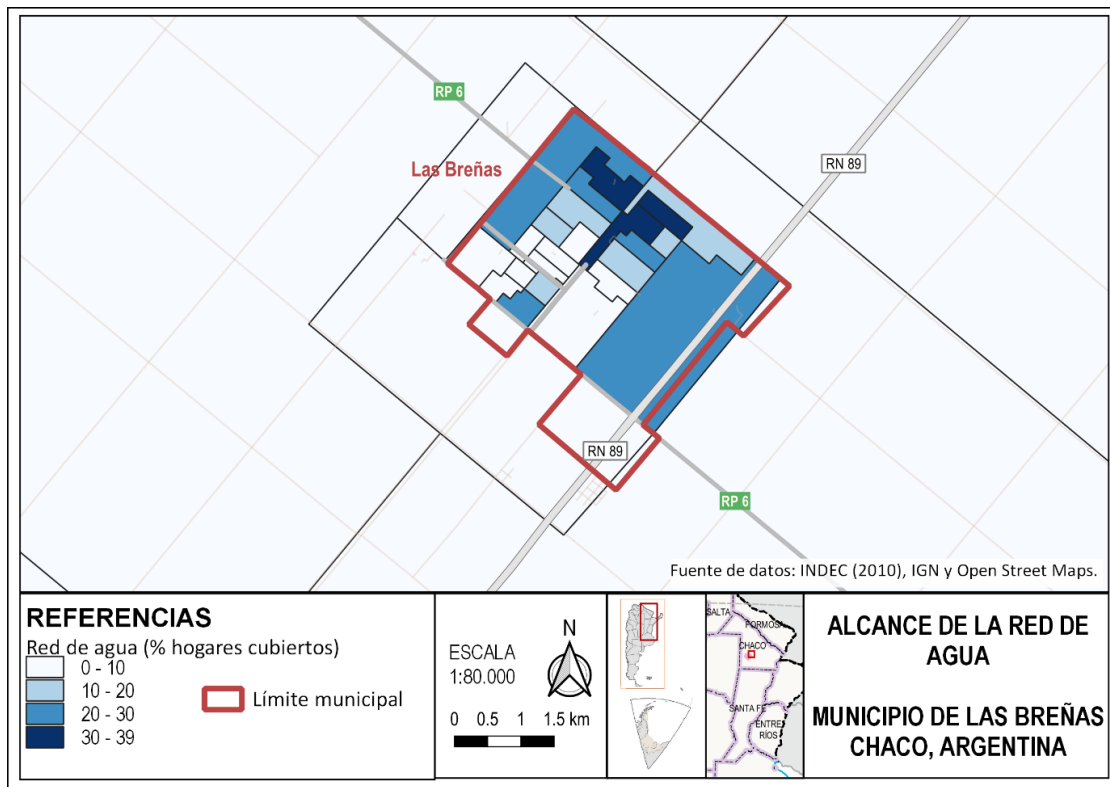 RP 6
Las Breñas
RN 89
RN 89
RP 6
Fuente de datos: INDEC (2010), IGN y Open Street Maps.
REFERENCIAS
Red de agua (% hogares cubiertos)
0 - 10
10 - 20
20 - 30
30 - 39
Límite municipal
ESCALA
1:80.000
N
0 0.5 1 1.5 km
SALTA
FORMOSA
CHACO
SANTA FE
ENTRE
RÍOS
ALCANCE DE LA RED DE
AGUA
MUNICIPIO DE LAS BREÑAS
CHACO, ARGENTINA